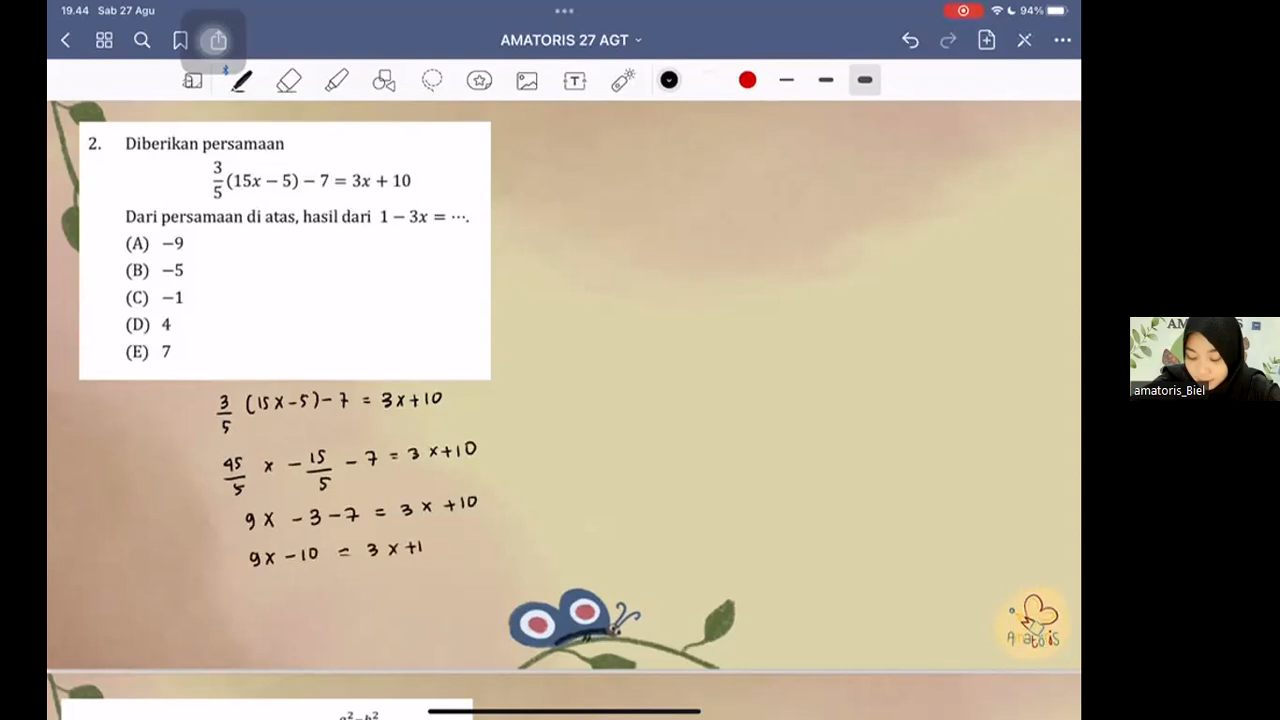 19.44 Sab 27 Agu
94%
AMATORIS 27 AGT
2. Diberikan persamaan
3/5 (15x − 5) − 7 = 3x + 10
Dari persamaan di atas, hasil dari 1 − 3x = ⋯.
(A) −9
(B) −5
(C) −1
(D) 4
(E) 7
3/5 (15x-5)-7 = 3x+10
45/5 x - 15/5 - 7 = 3x+10
9x - 3 - 7 = 3x +10
9x - 10 = 3x +1
Amatoris
amatoris_Biel